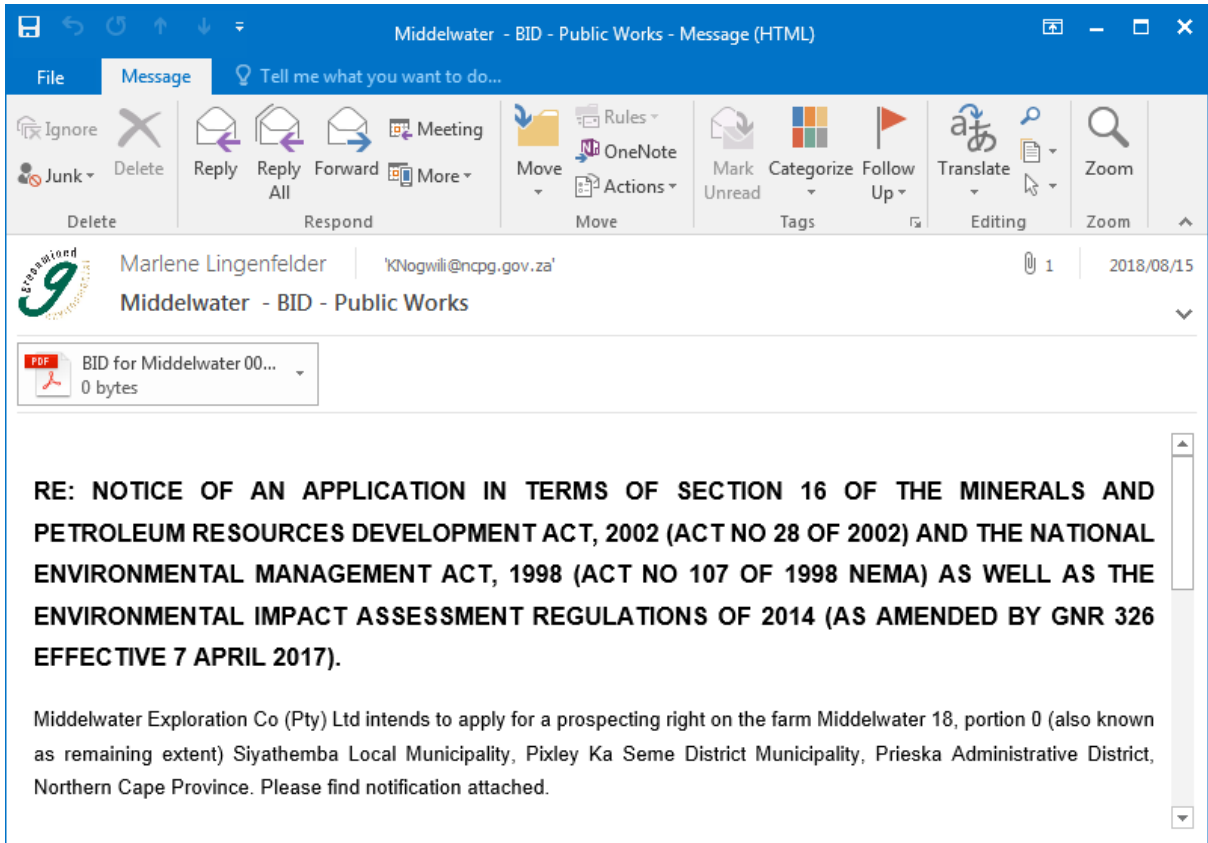 Middelwater - BID - Public Works - Message (HTML)
File Message Tell me what you want to do...
Ignore
Junk
Delete
Reply
Reply All
Forward
Meeting
More
Move
Rules
OneNote
Actions
Mark Unread
Categorize
Follow Up
Translate
Zoom
Delete Respond Move Tags Editing Zoom
Marlene Lingenfelder 'KNogwili@ncpg.gov.za' 1 2018/08/15
Middelwater - BID - Public Works
PDF
BID for Middelwater 00...
0 bytes
RE: NOTICE OF AN APPLICATION IN TERMS OF SECTION 16 OF THE MINERALS AND
PETROLEUM RESOURCES DEVELOPMENT ACT, 2002 (ACT NO 28 OF 2002) AND THE NATIONAL
ENVIRONMENTAL MANAGEMENT ACT, 1998 (ACT NO 107 OF 1998 NEMA) AS WELL AS THE
ENVIRONMENTAL IMPACT ASSESSMENT REGULATIONS OF 2014 (AS AMENDED BY GNR 326
EFFECTIVE 7 APRIL 2017).
Middelwater Exploration Co (Pty) Ltd intends to apply for a prospecting right on the farm Middelwater 18, portion 0 (also known
as remaining extent) Siyathemba Local Municipality, Pixley Ka Seme District Municipality, Prieska Administrative District,
Northern Cape Province. Please find notification attached.